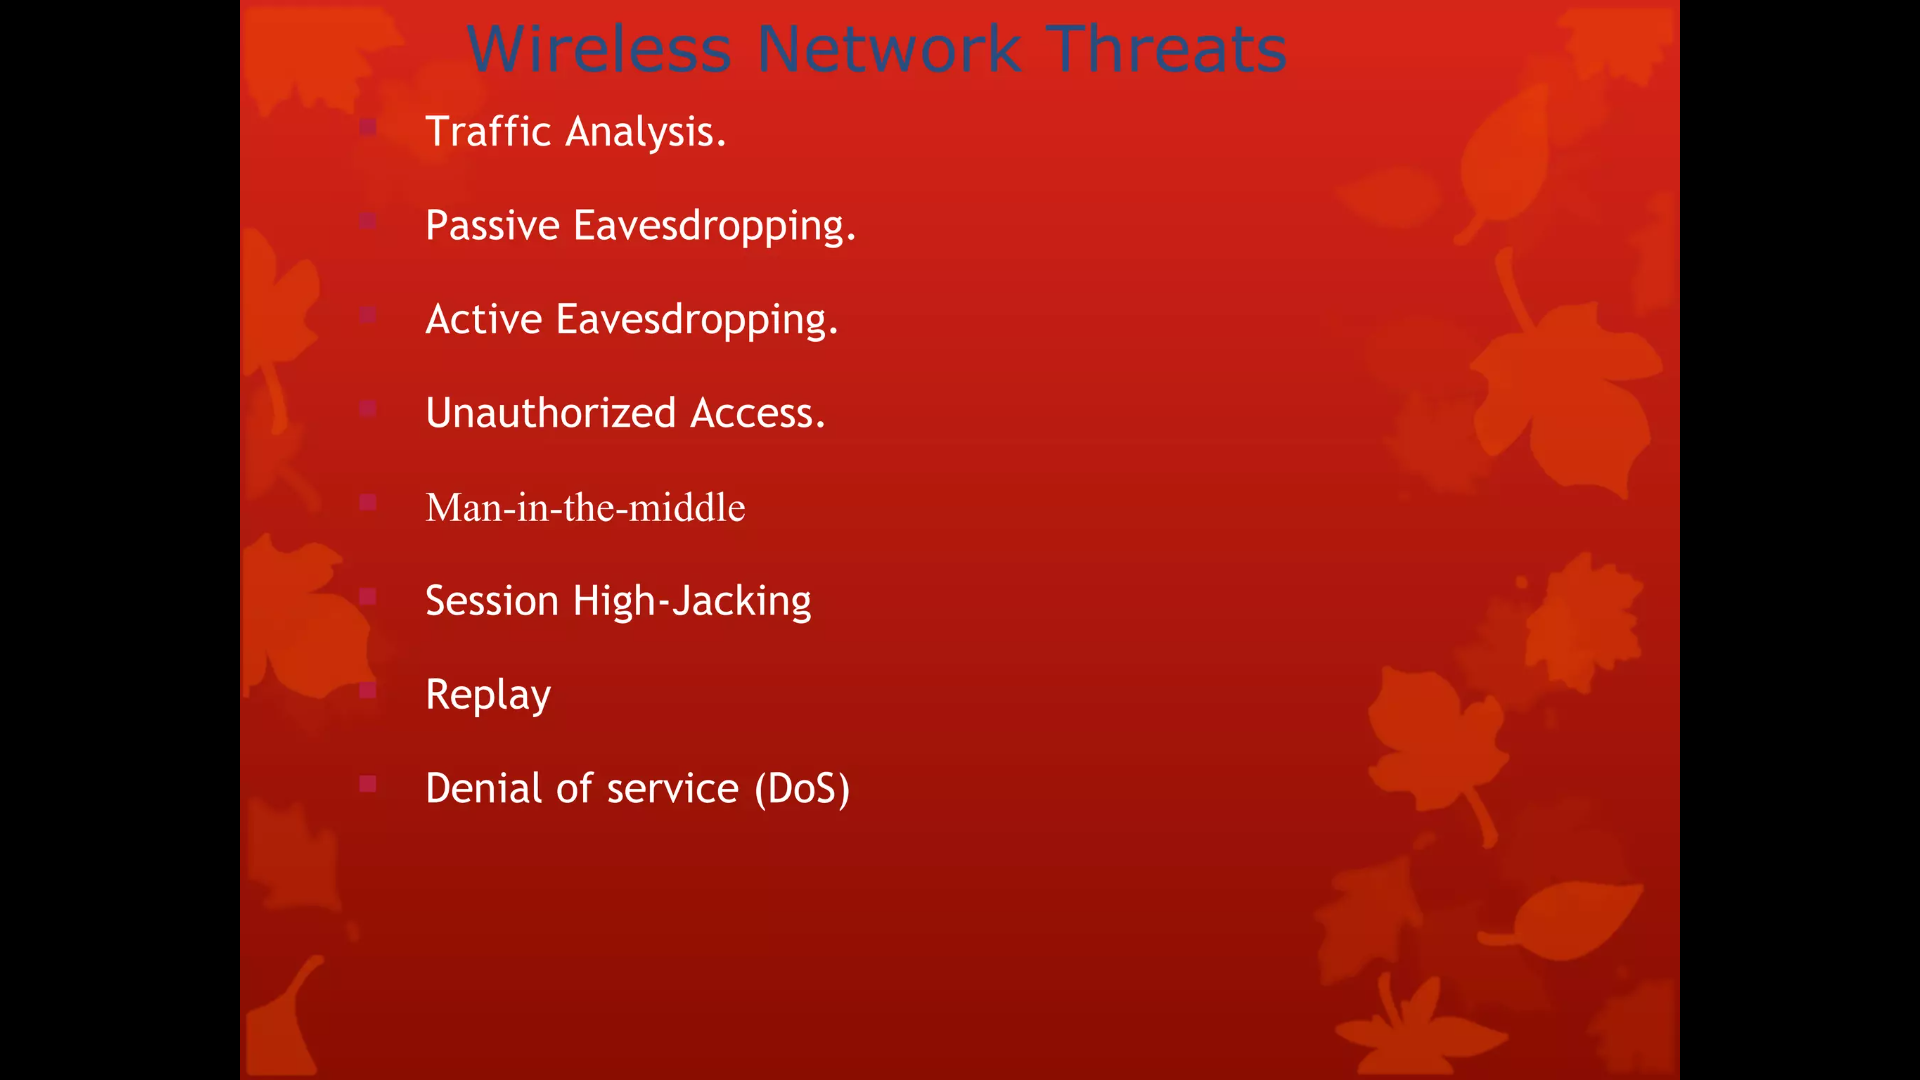 Wireless Network Threats
Traffic Analysis.
Passive Eavesdropping.
Active Eavesdropping.
Unauthorized Access.
Man-in-the-middle
Session High-Jacking
Replay
Denial of service (DoS)